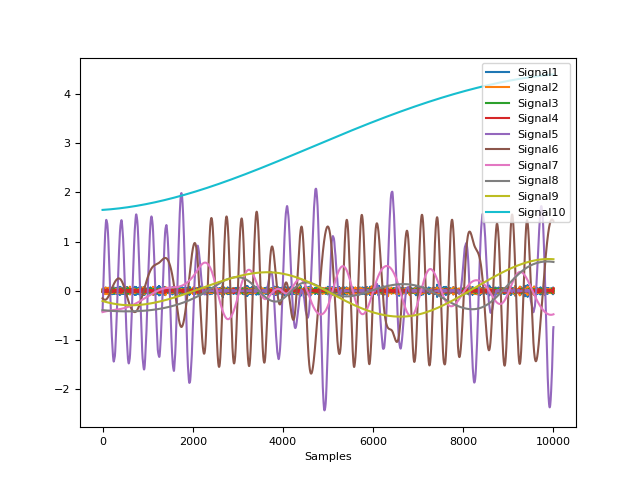 4
3
2
1
0
−1
−2
0
2000
4000
6000
8000
10000
Samples
Signal1
Signal2
Signal3
Signal4
Signal5
Signal6
Signal7
Signal8
Signal9
Signal10